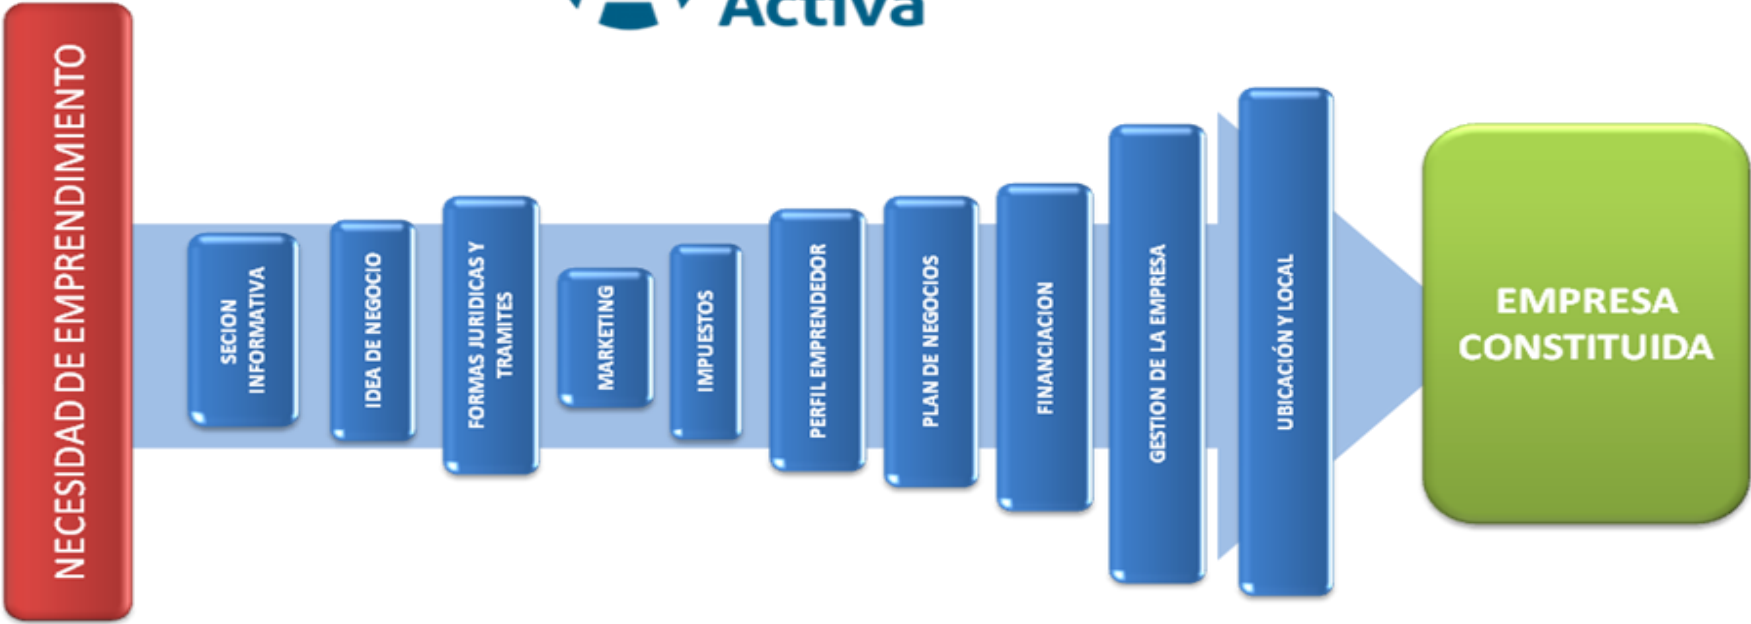 Activa
NECESIDAD DE EMPRENDIMIENTO
SECION
INFORMATIVA
IDEA DE NEGOCIO
FORMAS JURIDICAS Y
TRAMITES
MARKETING
IMPUESTOS
PERFIL EMPRENDEDOR
PLAN DE NEGOCIOS
FINANCIACION
GESTION DE LA EMPRESA
UBICACIÓN Y LOCAL
EMPRESA
CONSTITUIDA